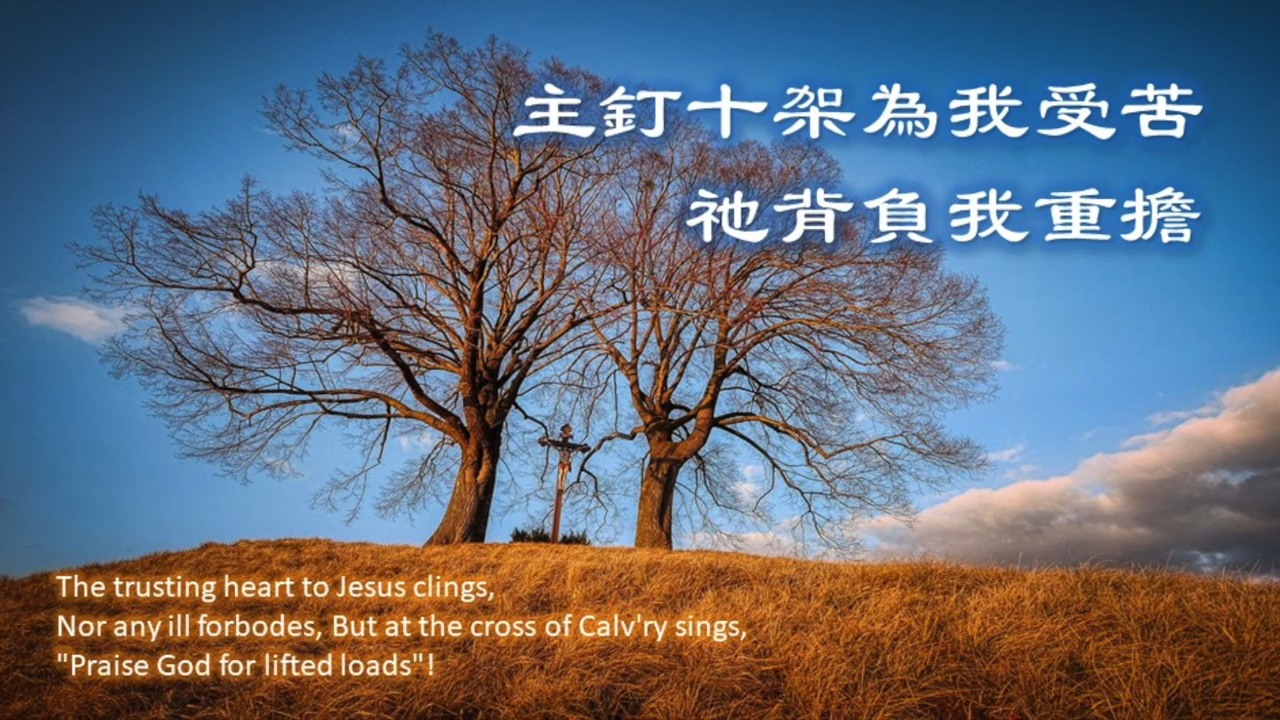 主釘十架為我受苦
祂背負我重擔
The trusting heart to Jesus clings,
Nor any ill forbodes, But at the cross of Calv'ry sings,
"Praise God for lifted loads"!